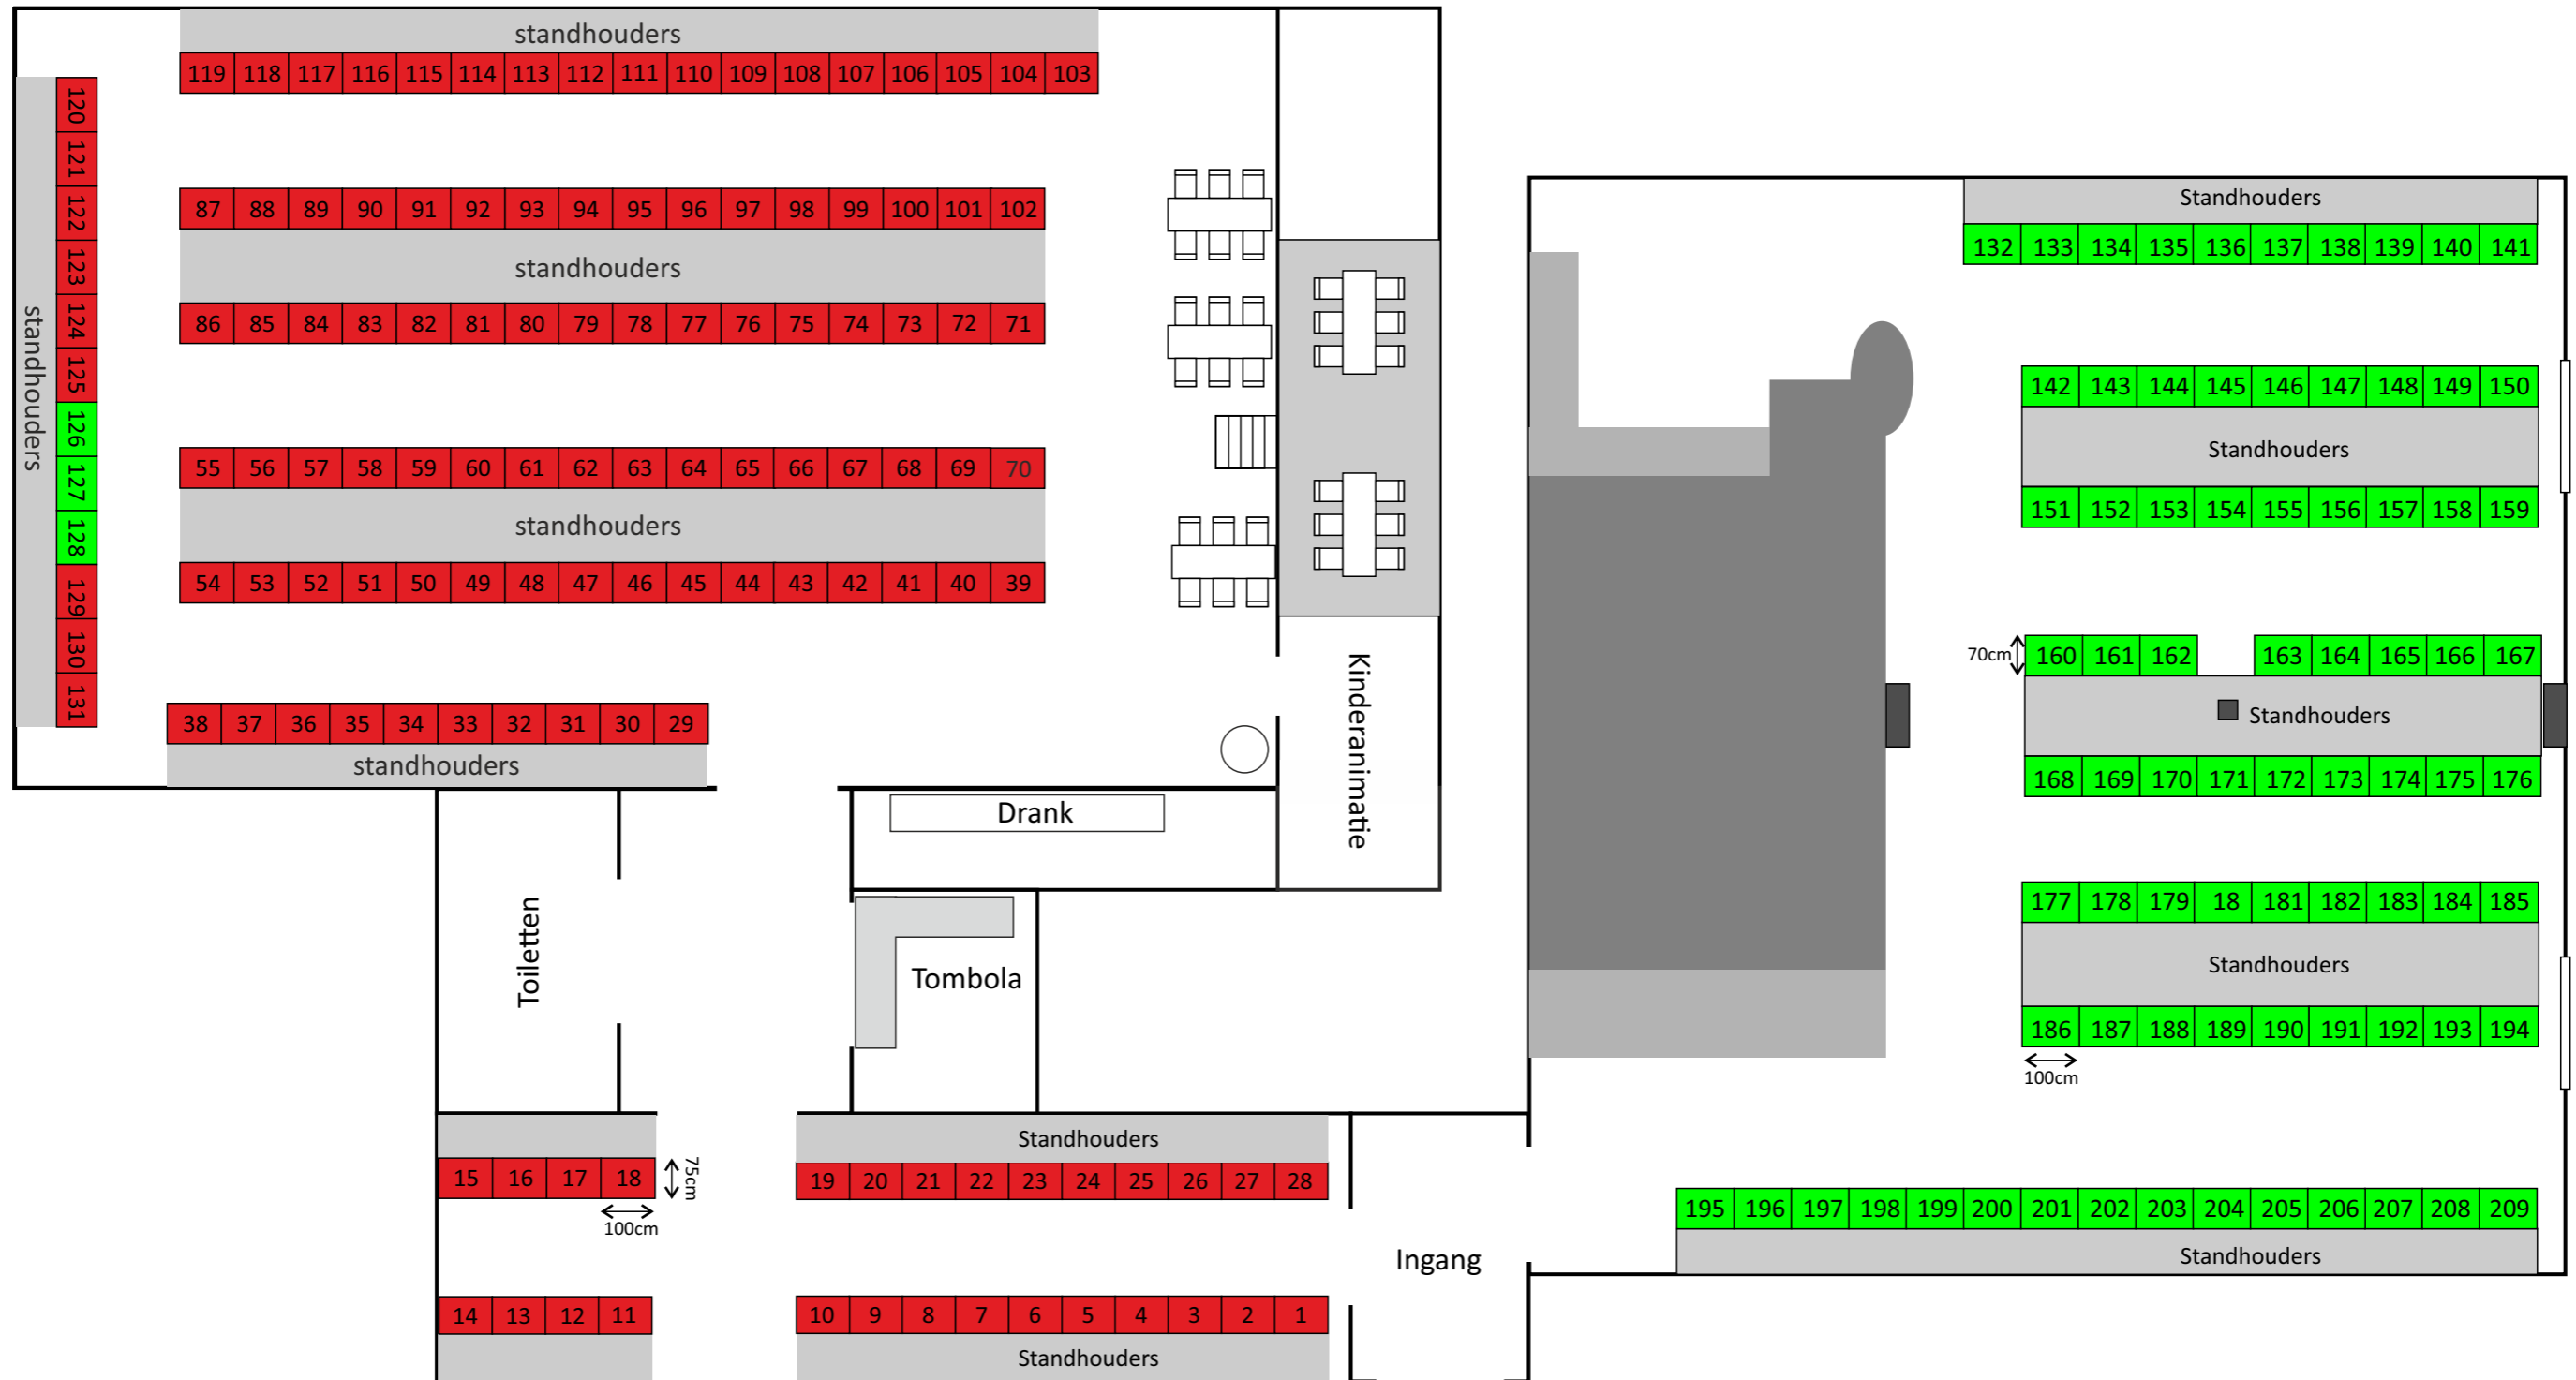 standhouders
119 118 117 116 115 114 113 112 111 110 109 108 107 106 105 104 103
120
121
122
123
124
125
126
127
128
129
130
131
standhouders
87 88 89 90 91 92 93 94 95 96 97 98 99 100 101 102
standhouders
86 85 84 83 82 81 80 79 78 77 76 75 74 73 72 71
55 56 57 58 59 60 61 62 63 64 65 66 67 68 69 70
standhouders
54 53 52 51 50 49 48 47 46 45 44 43 42 41 40 39
38 37 36 35 34 33 32 31 30 29
standhouders
Kinderanimatie
Drank
Toiletten
Tombola
Standhouders
15 16 17 18
75cm
100cm
19 20 21 22 23 24 25 26 27 28
Ingang
14 13 12 11
10 9 8 7 6 5 4 3 2 1
Standhouders
Standhouders
132 133 134 135 136 137 138 139 140 141
142 143 144 145 146 147 148 149 150
Standhouders
151 152 153 154 155 156 157 158 159
70cm
160 161 162 163 164 165 166 167
Standhouders
168 169 170 171 172 173 174 175 176
177 178 179 18 181 182 183 184 185
Standhouders
186 187 188 189 190 191 192 193 194
100cm
195 196 197 198 199 200 201 202 203 204 205 206 207 208 209
Standhouders